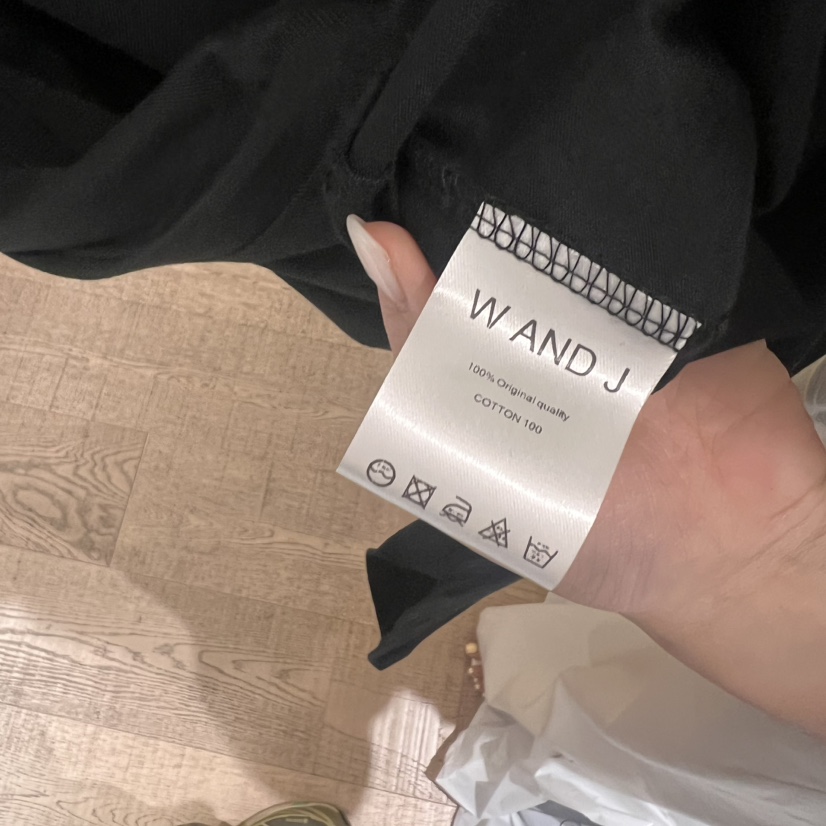 W AND J
100% Original quality
COTTON 100